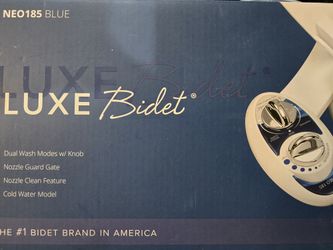 NEO185 BLUE
LUXE Bidet®
LUXE Bidet®
Dual Wash Modes w/ Knob
Nozzle Guard Gate
Nozzle Clean Feature
Cold Water Model
THE #1 BIDET BRAND IN AMERICA